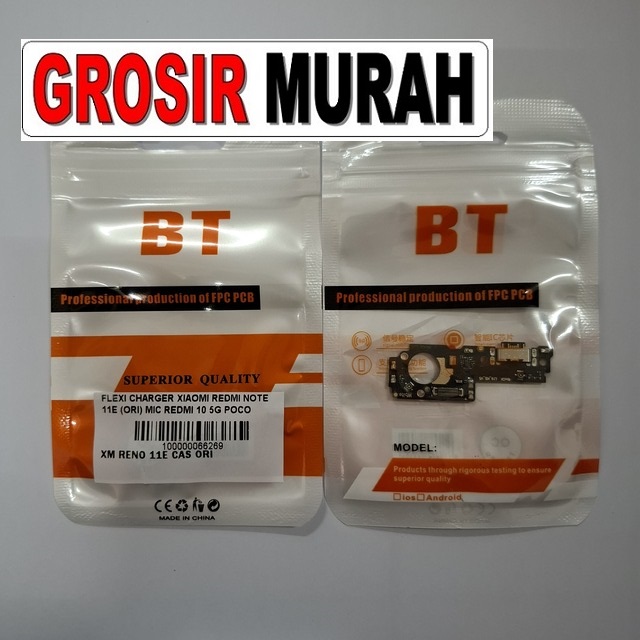 GROSIR MURAH
BT
Professional production of FPC PCB
SUPERIOR QUALITY
FLEXI CHARGER XIAOMI REDMI NOTE
11E (ORI) MIC REDMI 10 5G POCO
10000066269
XM RENO 11E CAS ORI
CE
MADE IN CHINA
BT
Professional production of FPC PCB
MODEL:
Products through rigorous testing to ensure
superior quality
□ios□Android